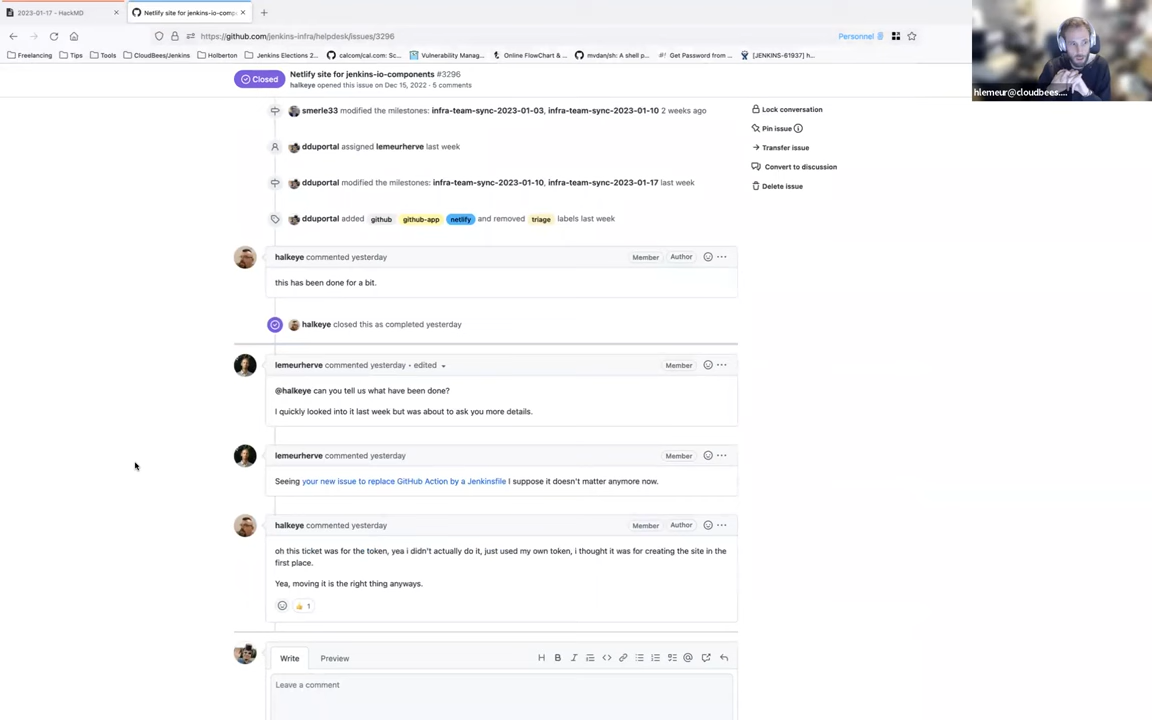 2023-01-17 - HackMD
Netlify site for jenkins-io-comp
https://github.com/jenkins-infra/helpdesk/issues/3296
Personnel
Freelancing
Tips
Tools
CloudBees/Jenkins
Holberton
Jenkins Elections 2...
calcom/cal.com: Sc...
Vulnerability Manag...
Online FlowChart & ...
mvdan/sh: A shell p...
Get Password from ...
[JENKINS-61937] h...
hlemeur@cloudbees....
Closed
Netlify site for jenkins-io-components #3296
halkeye opened this issue on Dec 15, 2022 · 5 comments
smerle33 modified the milestones: infra-team-sync-2023-01-03, infra-team-sync-2023-01-10 2 weeks ago
dduportal assigned lemeurherve last week
dduportal modified the milestones: infra-team-sync-2023-01-10, infra-team-sync-2023-01-17 last week
dduportal added github github-app netlify and removed triage labels last week
halkeye commented yesterday
Member
Author
this has been done for a bit.
halkeye closed this as completed yesterday
lemeurherve commented yesterday · edited
Member
@halkeye can you tell us what have been done?
I quickly looked into it last week but was about to ask you more details.
lemeurherve commented yesterday
Member
Seeing your new issue to replace GitHub Action by a Jenkinsfile I suppose it doesn't matter anymore now.
halkeye commented yesterday
Member
Author
oh this ticket was for the token, yea i didn't actually do it, just used my own token, i thought it was for creating the site in the
first place.
Yea, moving it is the right thing anyways.
1
Write
Preview
Leave a comment
Lock conversation
Pin issue
Transfer issue
Convert to discussion
Delete issue